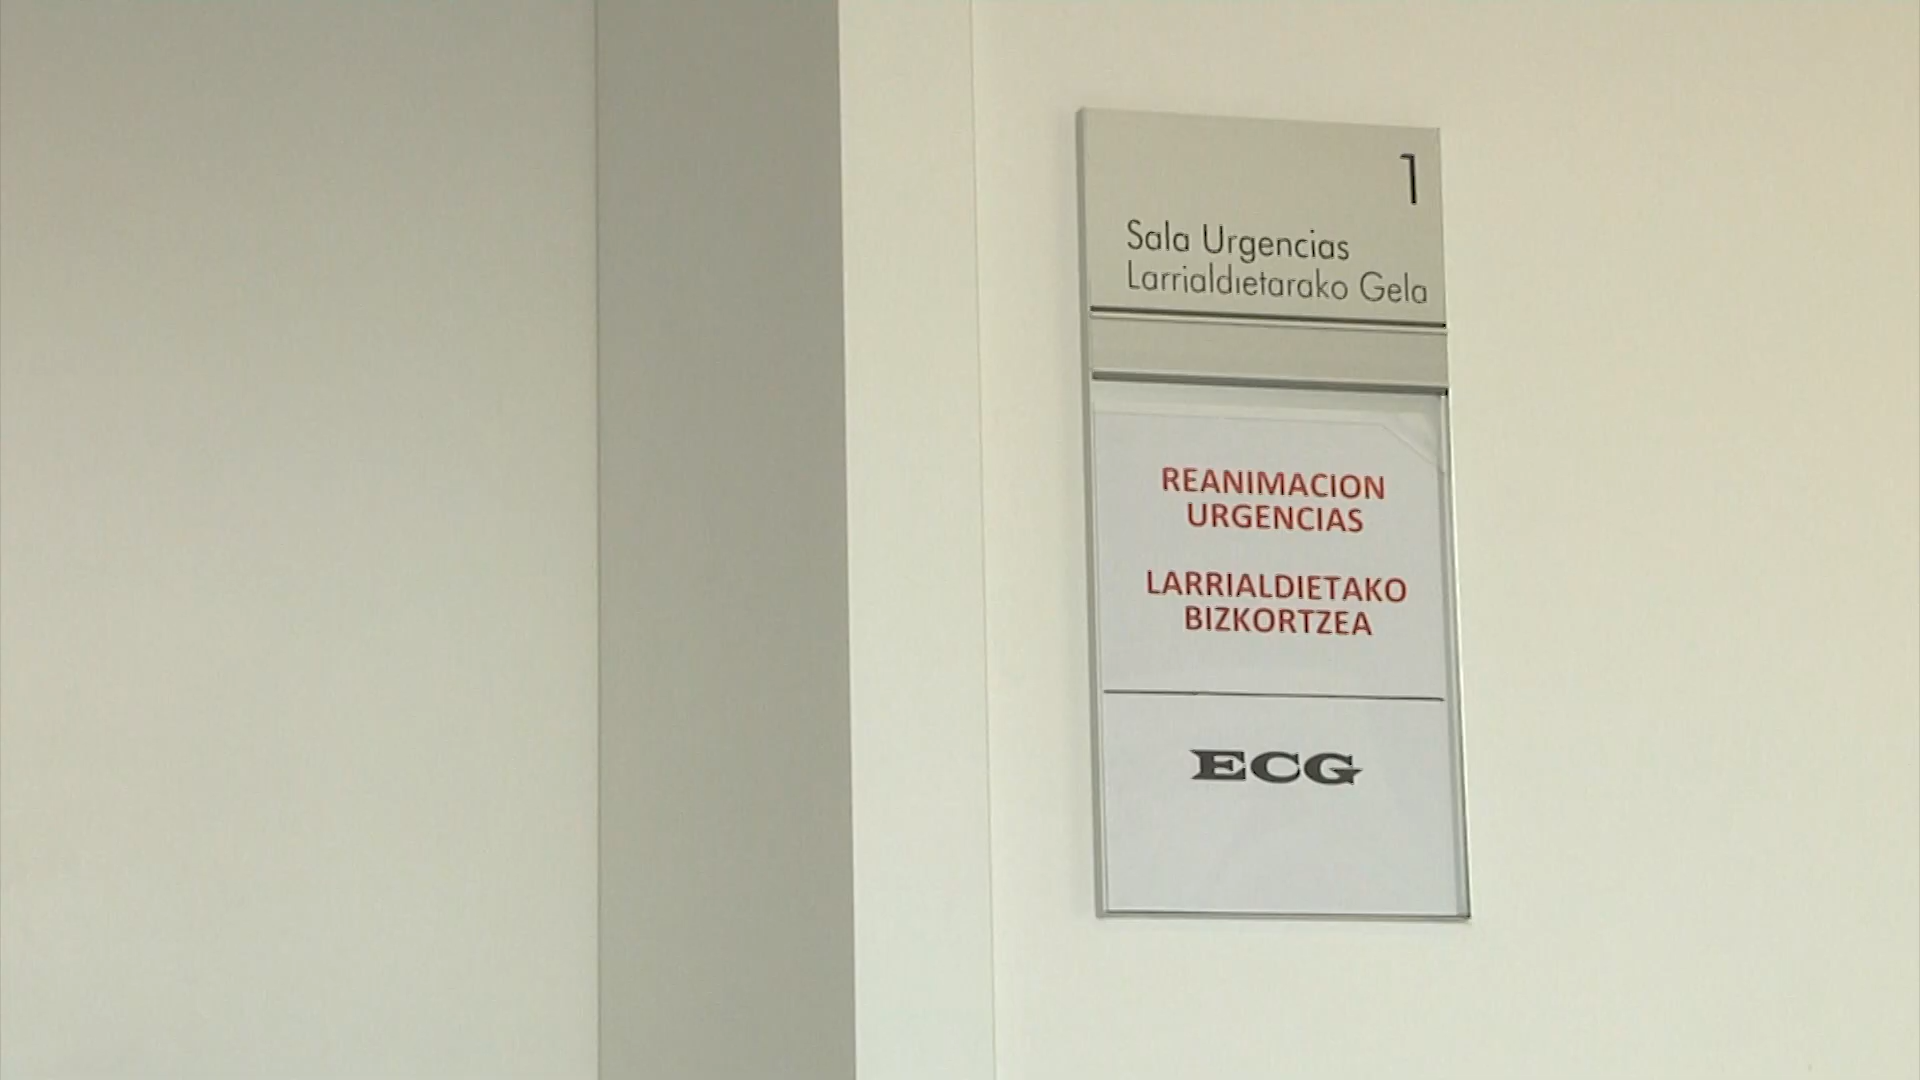 1
Sala Urgencias
Larrialdietarako Gela
REANIMACION
URGENCIAS
LARRIALDIETAKO
BIZKORTZEA
ECG